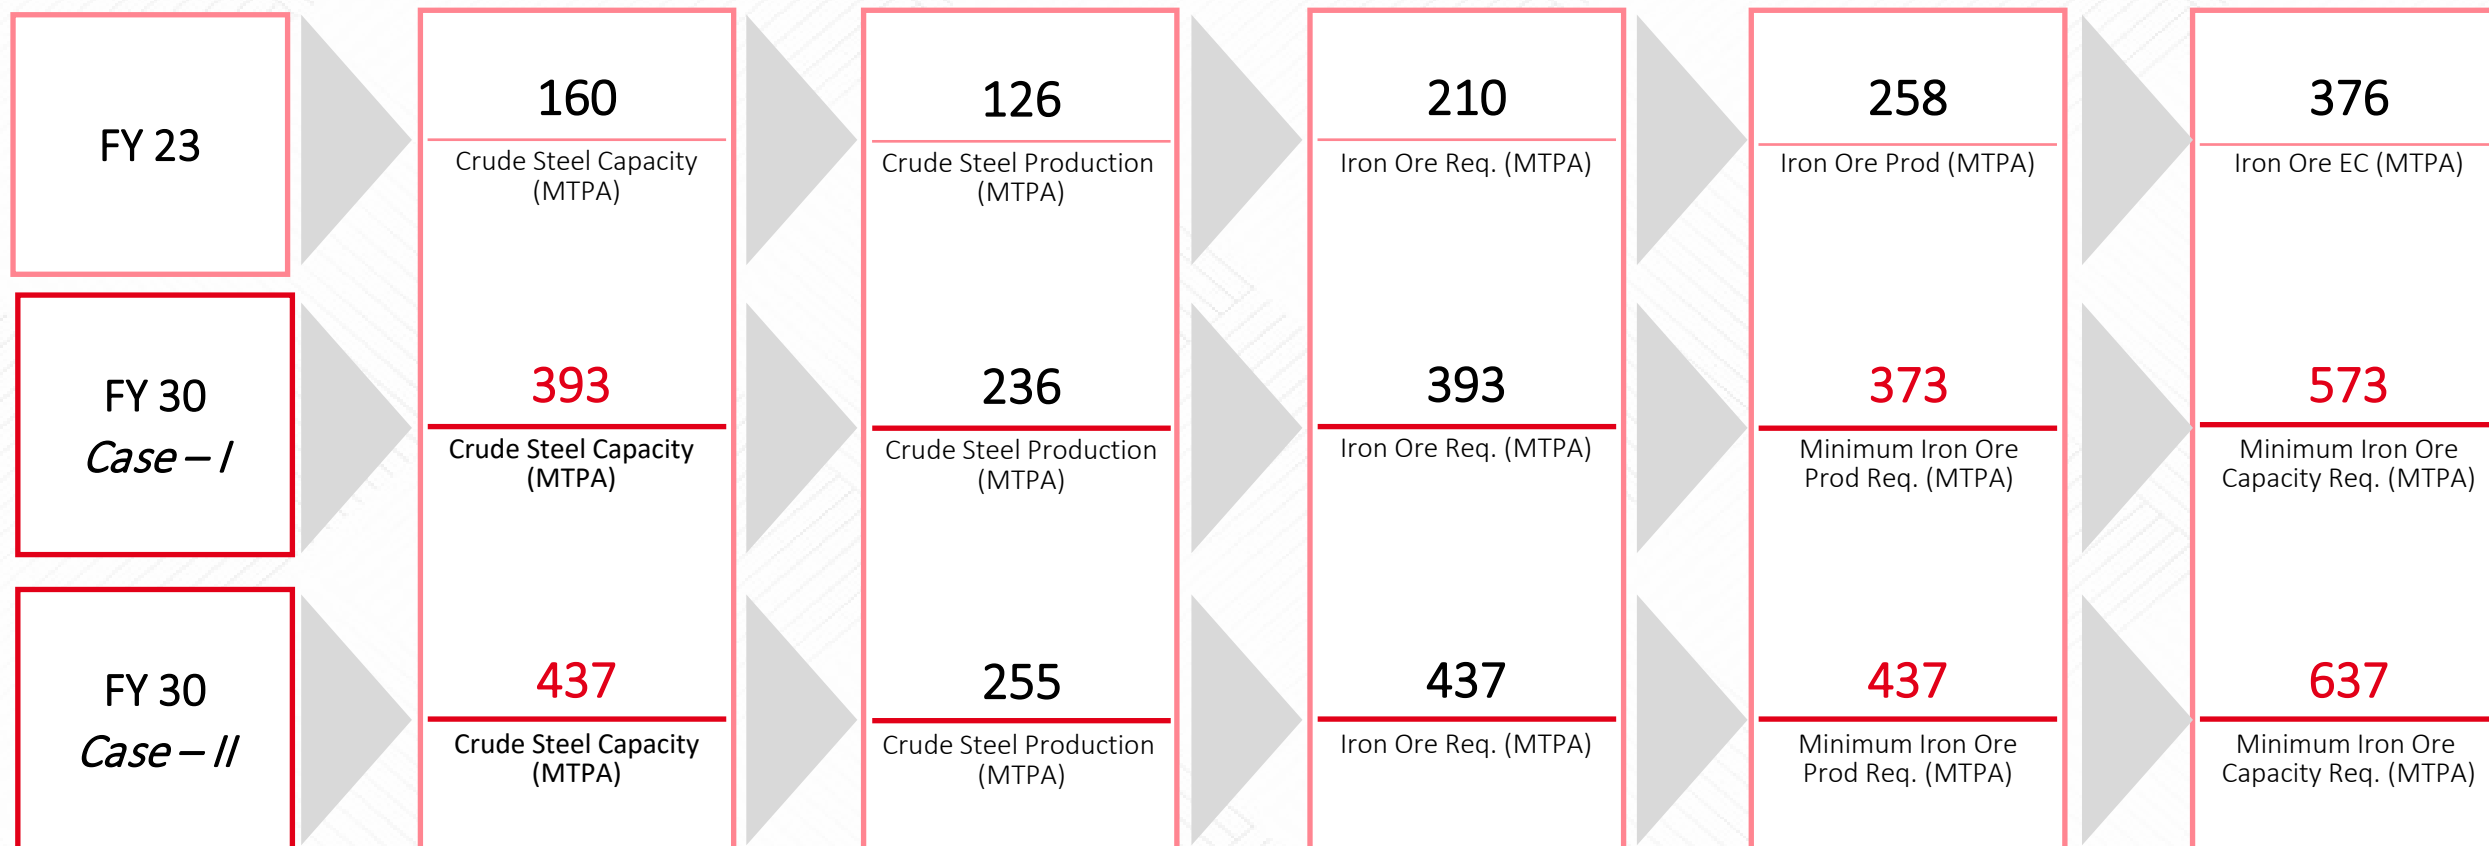 FY 23
160
Crude Steel Capacity
(MTPA)
126
Crude Steel Production
(MTPA)
210
Iron Ore Req. (MTPA)
258
Iron Ore Prod (MTPA)
376
Iron Ore EC (MTPA)
FY 30
Case – I
393
Crude Steel Capacity
(MTPA)
236
Crude Steel Production
(MTPA)
393
Iron Ore Req. (MTPA)
373
Minimum Iron Ore
Prod Req. (MTPA)
573
Minimum Iron Ore
Capacity Req. (MTPA)
FY 30
Case – II
437
Crude Steel Capacity
(MTPA)
255
Crude Steel Production
(MTPA)
437
Iron Ore Req. (MTPA)
437
Minimum Iron Ore
Prod Req. (MTPA)
637
Minimum Iron Ore
Capacity Req. (MTPA)